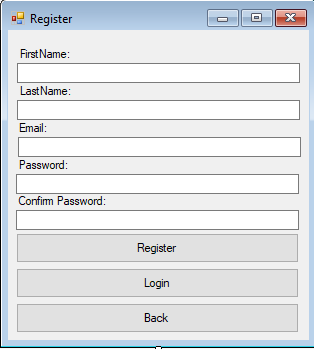 Register
FirstName:
LastName:
Email:
Password:
Confirm Password:
Register
Login
Back